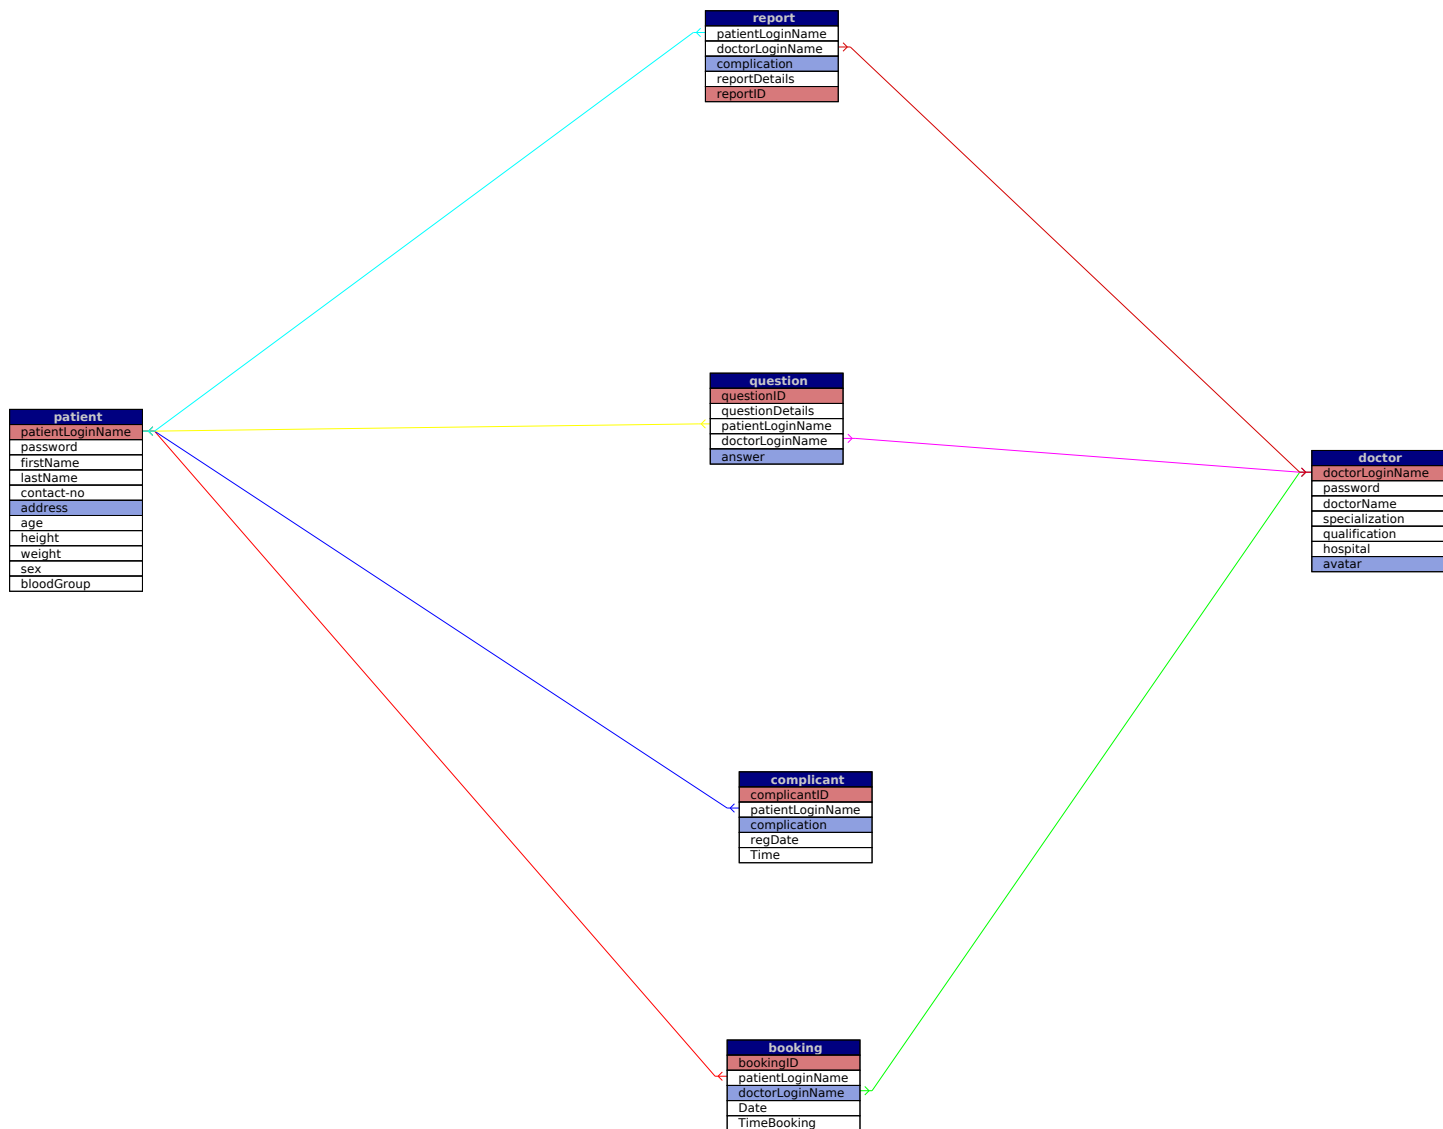 report
patientLoginName
doctorLoginName
complication
reportDetails
reportID
question
questionID
questionDetails
patientLoginName
doctorLoginName
answer
patient
patientLoginName
password
firstName
lastName
contact-no
address
age
height
weight
sex
bloodGroup
doctor
doctorLoginName
password
doctorName
specialization
qualification
hospital
avatar
complicant
complicantID
patientLoginName
complication
regDate
Time
booking
bookingID
patientLoginName
doctorLoginName
Date
TimeBooking